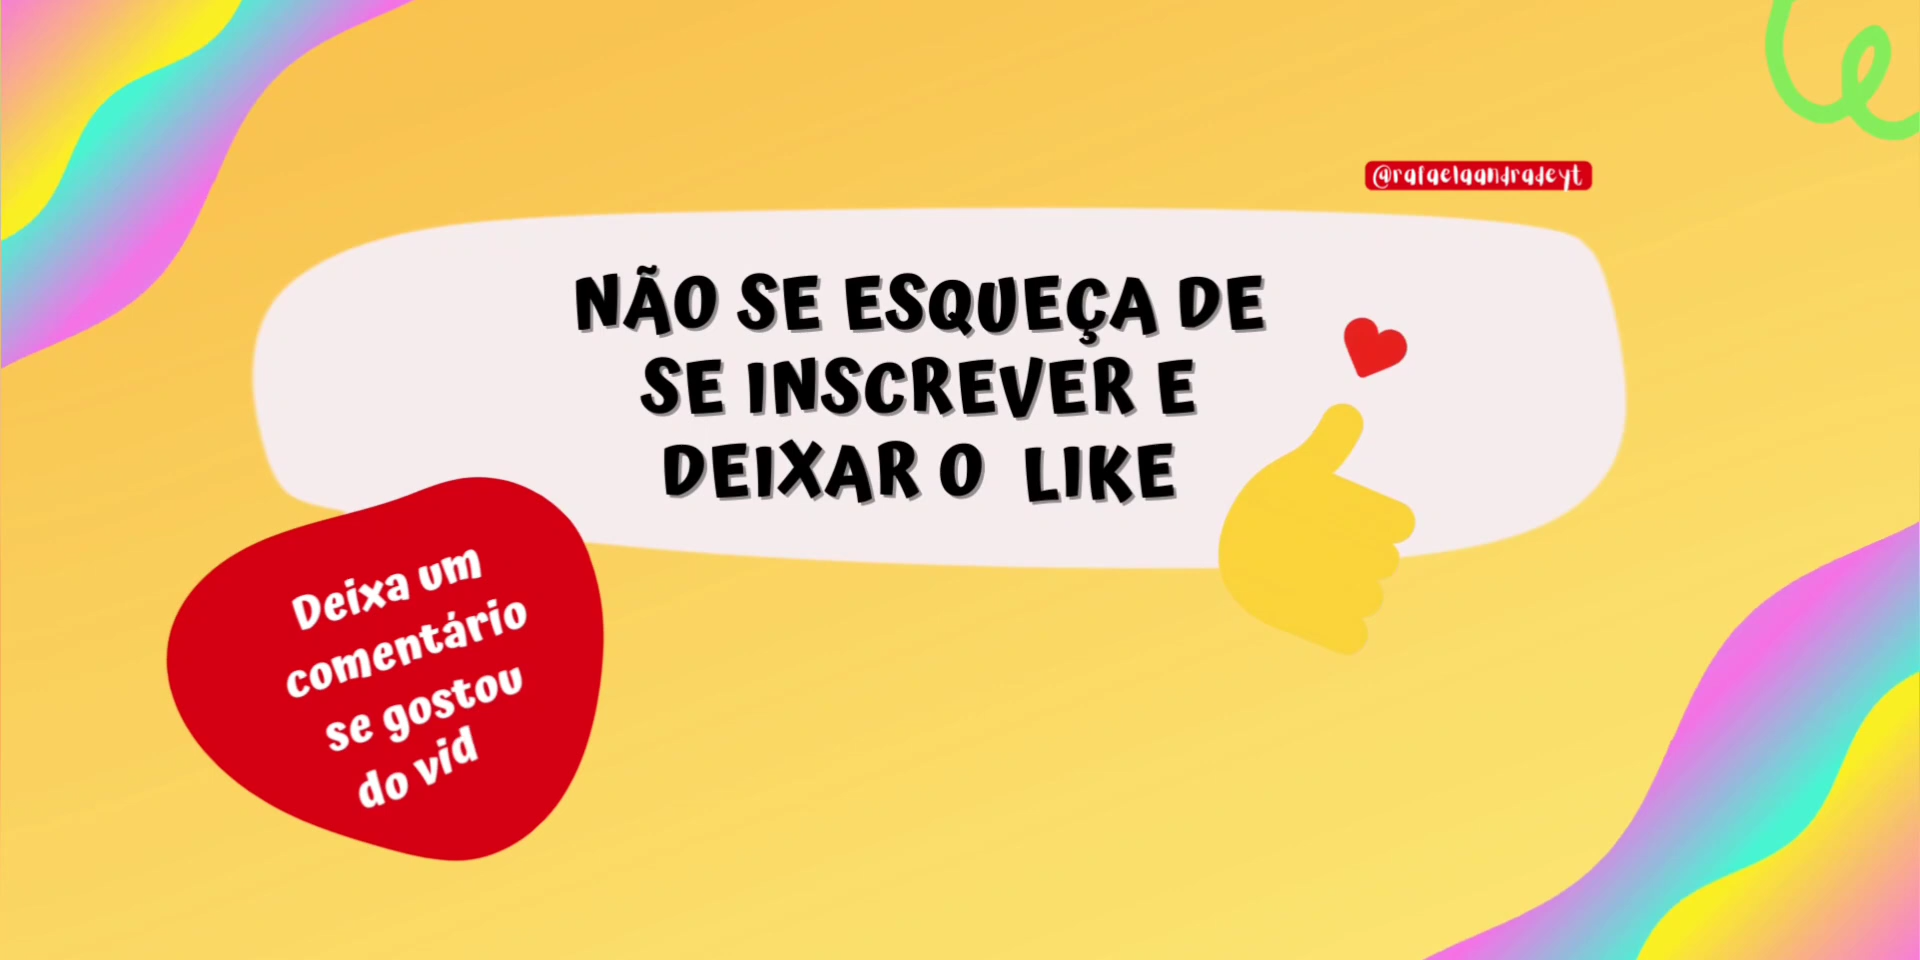 @rafaelaandradeyt
NÃO SE ESQUEÇA DE
SE INSCREVER E
DEIXAR O LIKE
Deixa um
comentário
se gostou
do vid